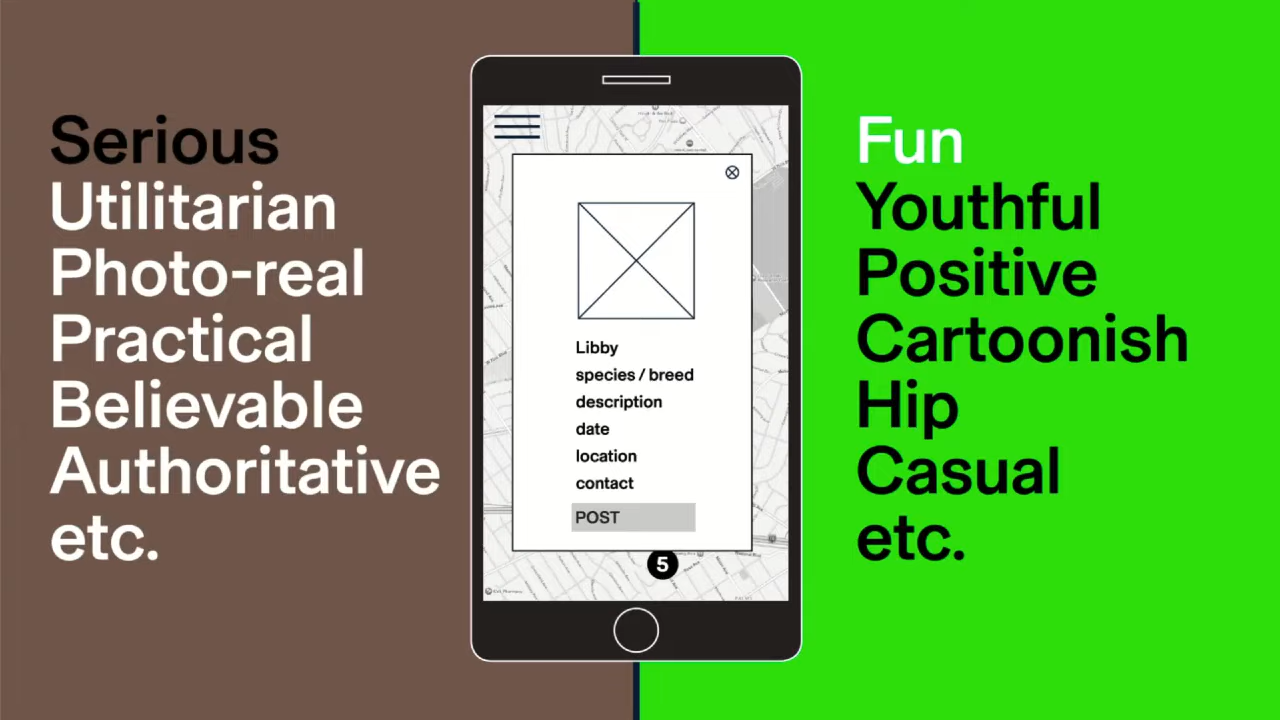 Serious
Utilitarian
Photo-real
Practical
Believable
Authoritative
etc.
Libby
species / breed
description
date
location
contact
POST
5
Fun
Youthful
Positive
Cartoonish
Hip
Casual
etc.